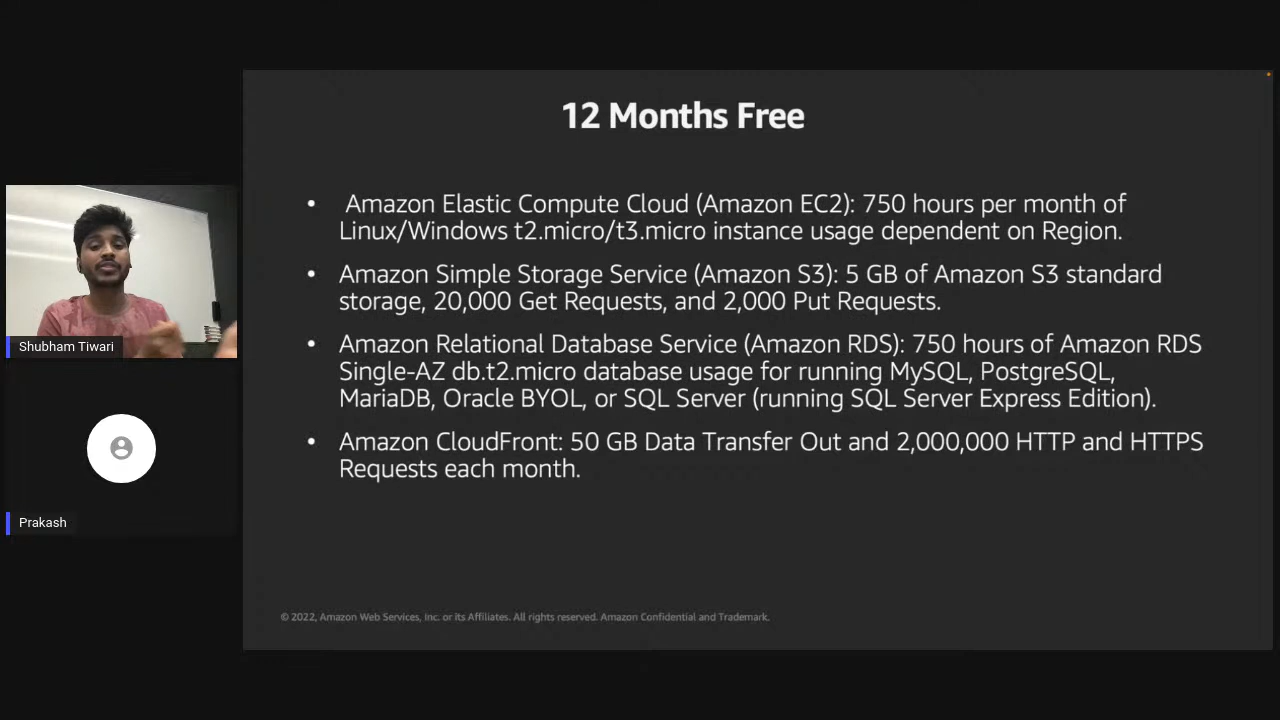 12 Months Free
• Amazon Elastic Compute Cloud (Amazon EC2): 750 hours per month of
Linux/Windows t2.micro/t3.micro instance usage dependent on Region.
• Amazon Simple Storage Service (Amazon S3): 5 GB of Amazon S3 standard
storage, 20,000 Get Requests, and 2,000 Put Requests.
• Amazon Relational Database Service (Amazon RDS): 750 hours of Amazon RDS
Single-AZ db.t2.micro database usage for running MySQL, PostgreSQL,
MariaDB, Oracle BYOL, or SQL Server (running SQL Server Express Edition).
• Amazon CloudFront: 50 GB Data Transfer Out and 2,000,000 HTTP and HTTPS
Requests each month.
© 2022, Amazon Web Services, Inc. or its Affiliates. All rights reserved. Amazon Confidential and Trademark.
Shubham Tiwari
Prakash